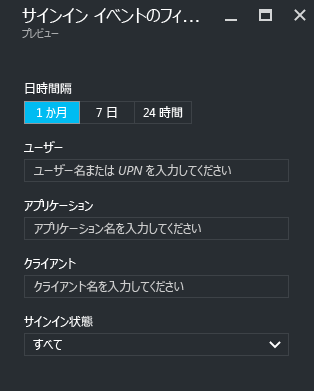 サインイン イベントのフィ...
プレビュー
日時間隔
1 か月 7 日 24 時間
ユーザー
ユーザー名または UPN を入力してください
アプリケーション
アプリケーション名を入力してください
クライアント
クライアント名を入力してください
サインイン状態
すべて